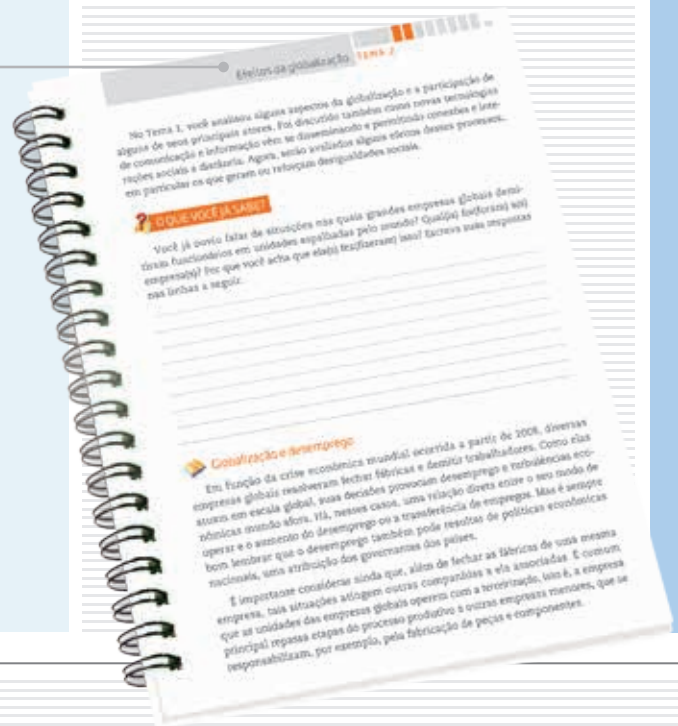 Efeitos da globalização TEMA 2
No Tema 1, você analisou alguns aspectos da globalização e a participação de
alguns de seus principais atores. Foi discutido também como novas tecnologias
de comunicação e informação vêm se disseminando e permitindo conexões e inte-
rações sociais a distância. Agora, serão avaliados alguns efeitos desses processos,
em particular os que geram ou reforçam desigualdades sociais.
O QUE VOCÊ JÁ SABE?
Você já ouviu falar de situações nas quais grandes empresas globais demi-
tiram funcionários em unidades espalhadas pelo mundo? Qual(is) foi(foram) a(s)
empresa(s)? Por que você acha que ela(s) fez(fizeram) isso? Escreva suas respostas
nas linhas a seguir.
Globalização e desemprego
Em função da crise econômica mundial ocorrida a partir de 2008, diversas
empresas globais resolveram fechar fábricas e demitir trabalhadores. Como elas
atuam em escala global, suas decisões provocam desemprego e turbulências eco-
nômicas mundo afora. Há, nesses casos, uma relação direta entre o seu modo de
operar e o aumento do desemprego ou a transferência de empregos. Mas é sempre
bom lembrar que o desemprego também pode resultar de políticas econômicas
nacionais, uma atribuição dos governantes dos países.
É importante considerar ainda que, além de fechar as fábricas de uma mesma
empresa, tais situações atingem outras companhias a ela associadas. É comum
que as unidades das empresas globais operem com a terceirização, isto é, a empresa
principal repassa etapas do processo produtivo a outras empresas menores, que se
responsabilizam, por exemplo, pela fabricação de peças e componentes.